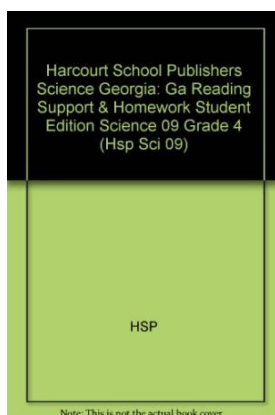 Harcourt School Publishers
Science Georgia: Ga Reading
Support & Homework Student
Edition Science 09 Grade 4
(Hsp Sci 09)
HSP
Note: This is not the actual book cover